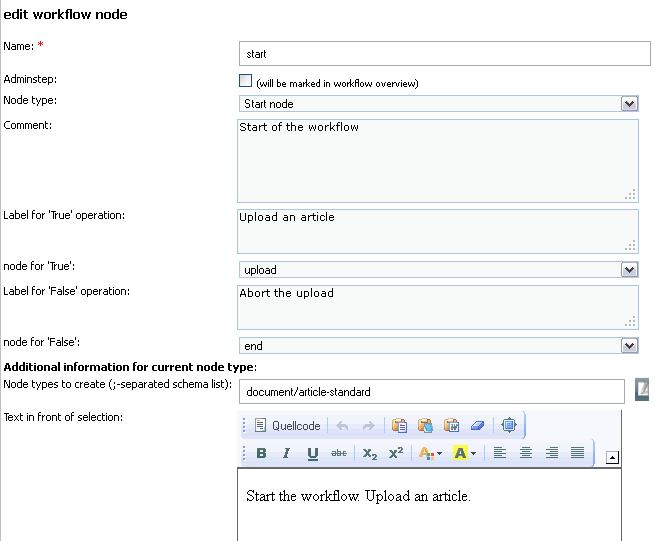 edit workflow node
Name: *
start
Adminstep:
(will be marked in workflow overview)
Node type:
Start node
Comment:
Start of the workflow
Label for 'True' operation:
Upload an article
node for 'True':
upload
Label for 'False' operation:
Abort the upload
node for 'False':
end
Additional information for current node type:
Node types to create (;-separated schema list):
document/article-standard
Text in front of selection:
Quellcode
B I U abc X₂ X² A A
Start the workflow. Upload an article.